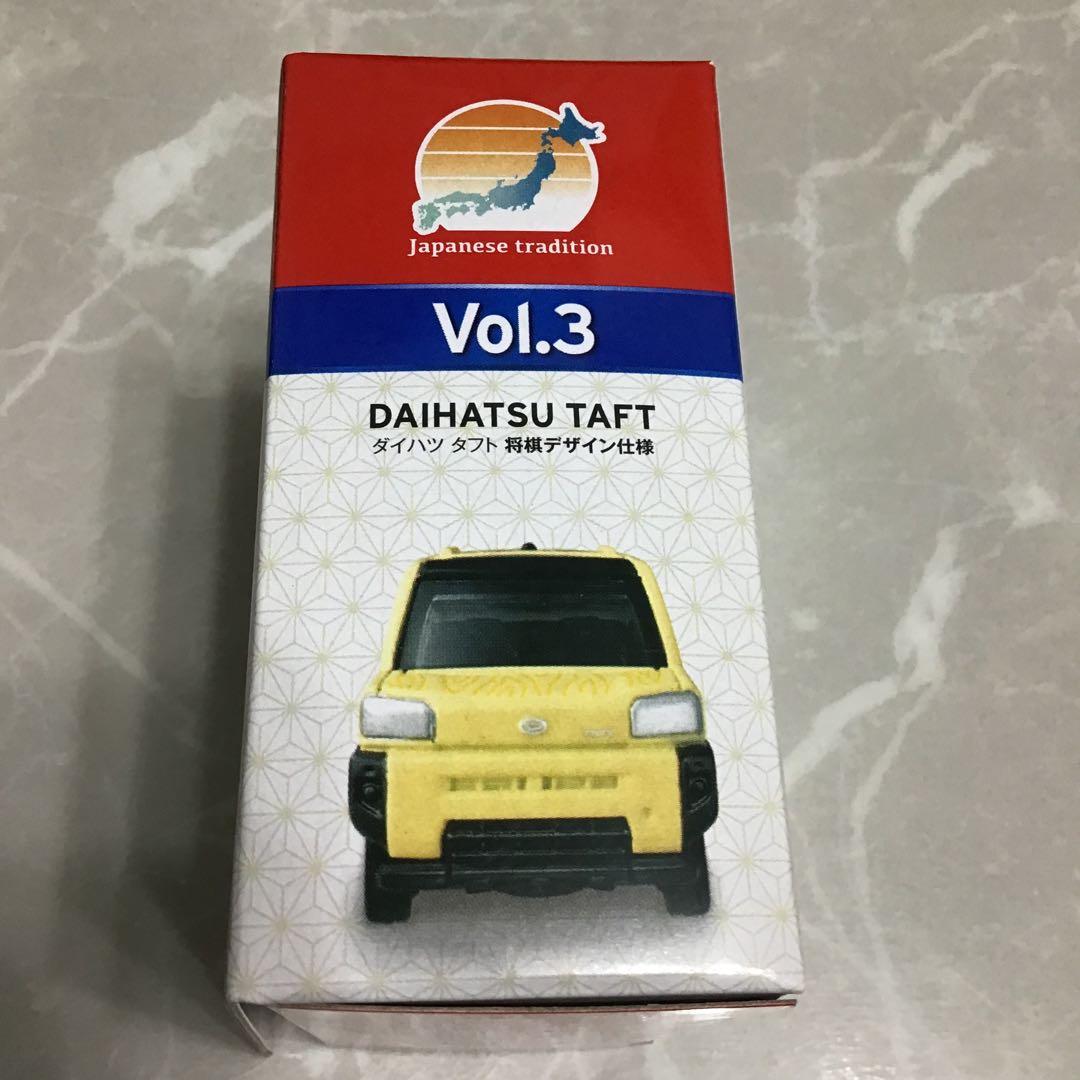 Japanese tradition
Vol.3
DAIHATSU TAFT
ダイハツ タフト 将棋デザイン仕様